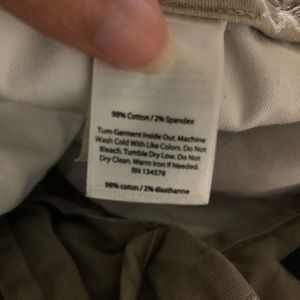 98% Cotton / 2% Spandex
Turn Garment Inside Out. Machine
Wash Cold With Like Colors. Do Not
Bleach. Tumble Dry Low. Do Not
Dry Clean. Warm Iron If Needed.
RN 134578
98% coton / 2% élasthanne